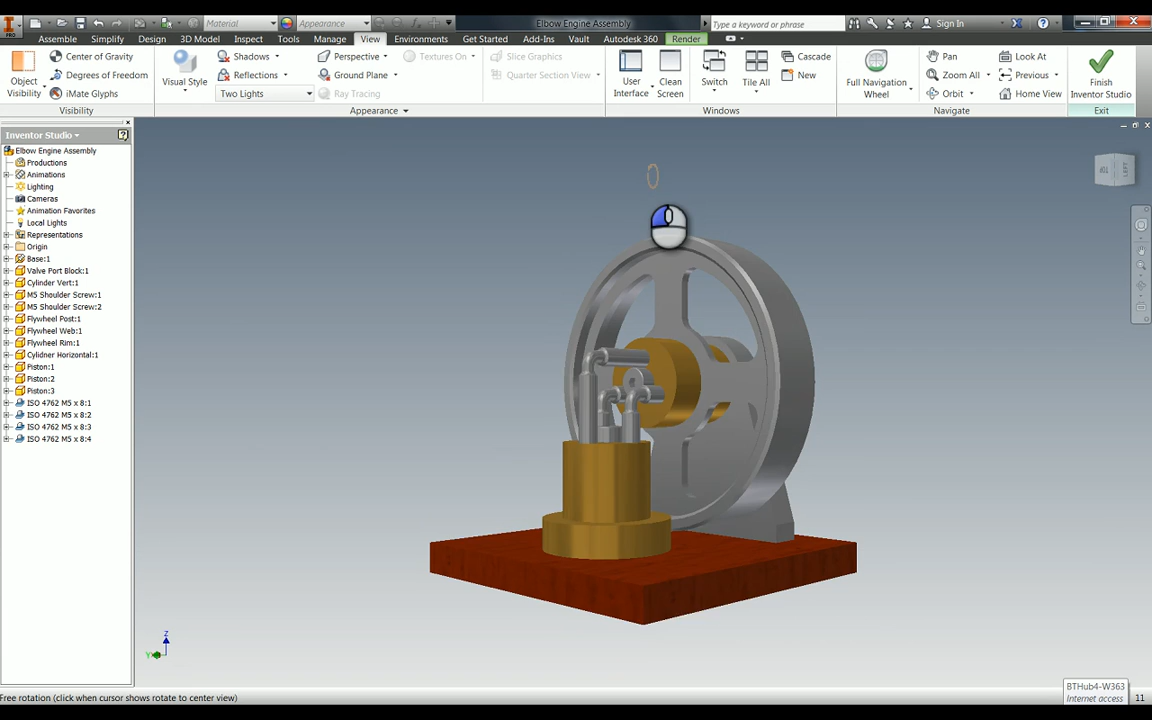 PRO
Material
Appearance
Elbow Engine Assembly
Type a keyword or phrase
Sign In
Assemble Simplify Design 3D Model Inspect Tools Manage View Environments Get Started Add-Ins Vault Autodesk 360 Render
Object
Visibility
Center of Gravity
Degrees of Freedom
iMate Glyphs
Visibility
Visual Style
Shadows
Reflections
Two Lights
Perspective
Ground Plane
Ray Tracing
Textures On
Appearance
Slice Graphics
Quarter Section View
User
Interface
Clean
Screen
Switch
Tile All
Cascade
New
Windows
Full Navigation
Wheel
Pan
Zoom All
Orbit
Look At
Previous
Home View
Navigate
Finish
Inventor Studio
Exit
Inventor Studio
Elbow Engine Assembly
Productions
Animations
Lighting
Cameras
Animation Favorites
Local Lights
Representations
Origin
Base:1
Valve Port Block:1
Cylinder Vert:1
M5 Shoulder Screw:1
M5 Shoulder Screw:2
Flywheel Post:1
Flywheel Web:1
Flywheel Rim:1
Cylidner Horizontal:1
Piston:1
Piston:2
Piston:3
ISO 4762 M5 x 8:1
ISO 4762 M5 x 8:2
ISO 4762 M5 x 8:3
ISO 4762 M5 x 8:4
LEFT
Z
Y
BTHub4-W363
Internet access
Free rotation (click when cursor shows rotate to center view)
11